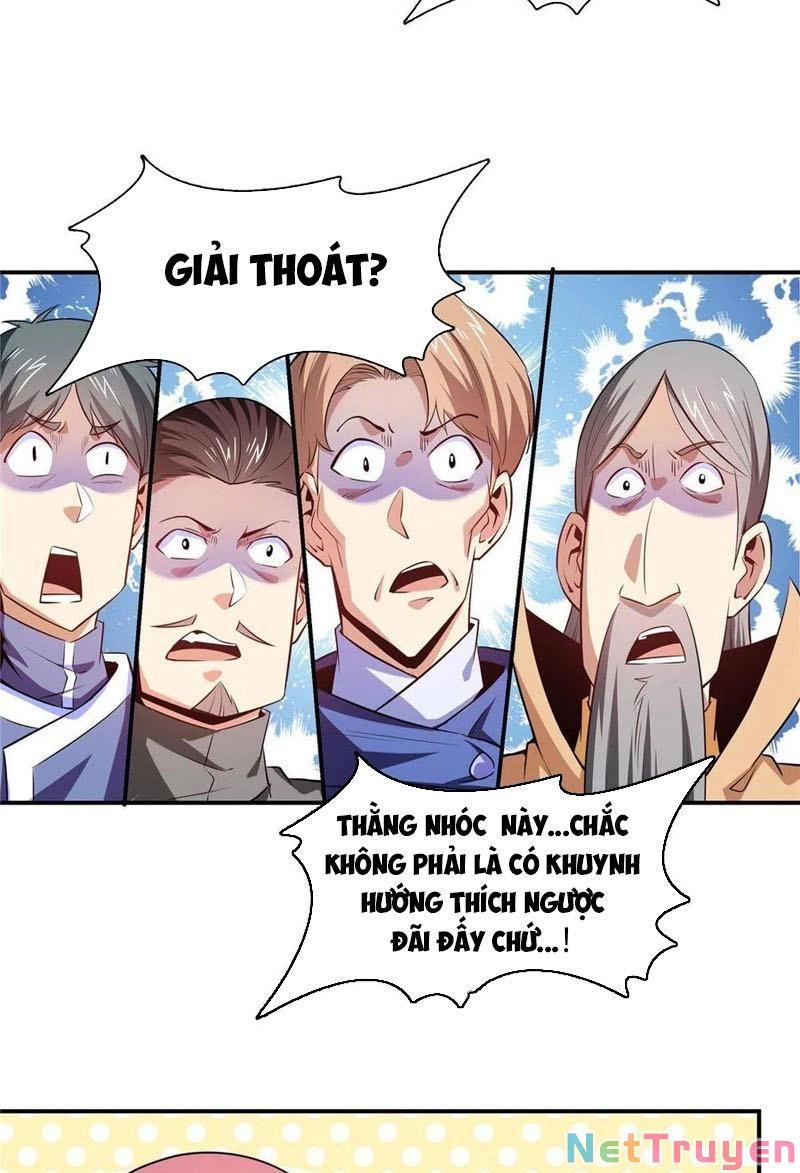 GIẢI THOÁT?
THẰNG NHÓC NÀY...CHẮC
KHÔNG PHẢI LÀ CÓ KHUYNH
HƯỚNG THÍCH NGƯỢC
ĐÃI ĐẤY CHỨ...!
NETTRUYEN